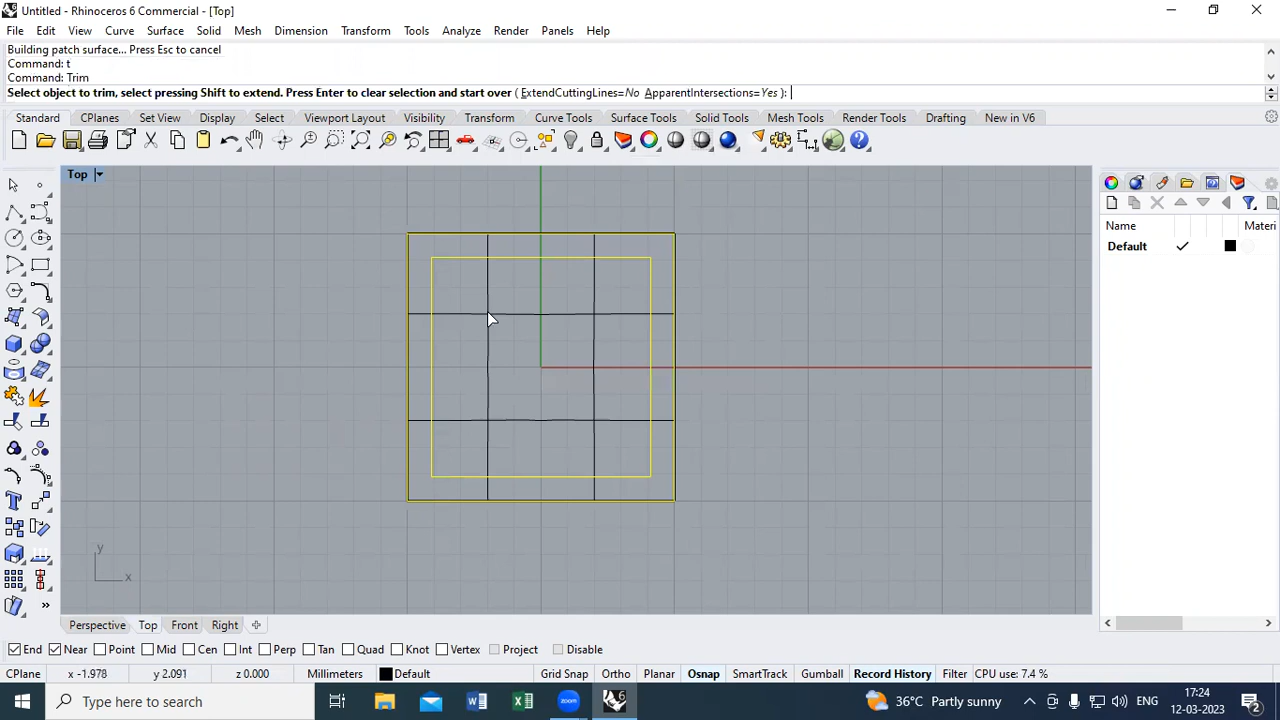 Untitled - Rhinoceros 6 Commercial - [Top]
File Edit View Curve Surface Solid Mesh Dimension Transform Tools Analyze Render Panels Help
Building patch surface... Press Esc to cancel
Command: t
Command: Trim
Select object to trim, select pressing Shift to extend. Press Enter to clear selection and start over ( ExtendCuttingLines=No ApparentIntersections=Yes ):
Standard CPlanes Set View Display Select Viewport Layout Visibility Transform Curve Tools Surface Tools Solid Tools Mesh Tools Render Tools Drafting New in V6
Top
Name Materi
Default
y
x
Perspective Top Front Right
End Near Point Mid Cen Int Perp Tan Quad Knot Vertex Project Disable
CPlane x -1.978 y 2.091 z 0.000 Millimeters Default Grid Snap Ortho Planar Osnap SmartTrack Gumball Record History Filter CPU use: 7.4 %
Type here to search zoom 6 36°C Partly sunny ENG 17:24
12-03-2023 2